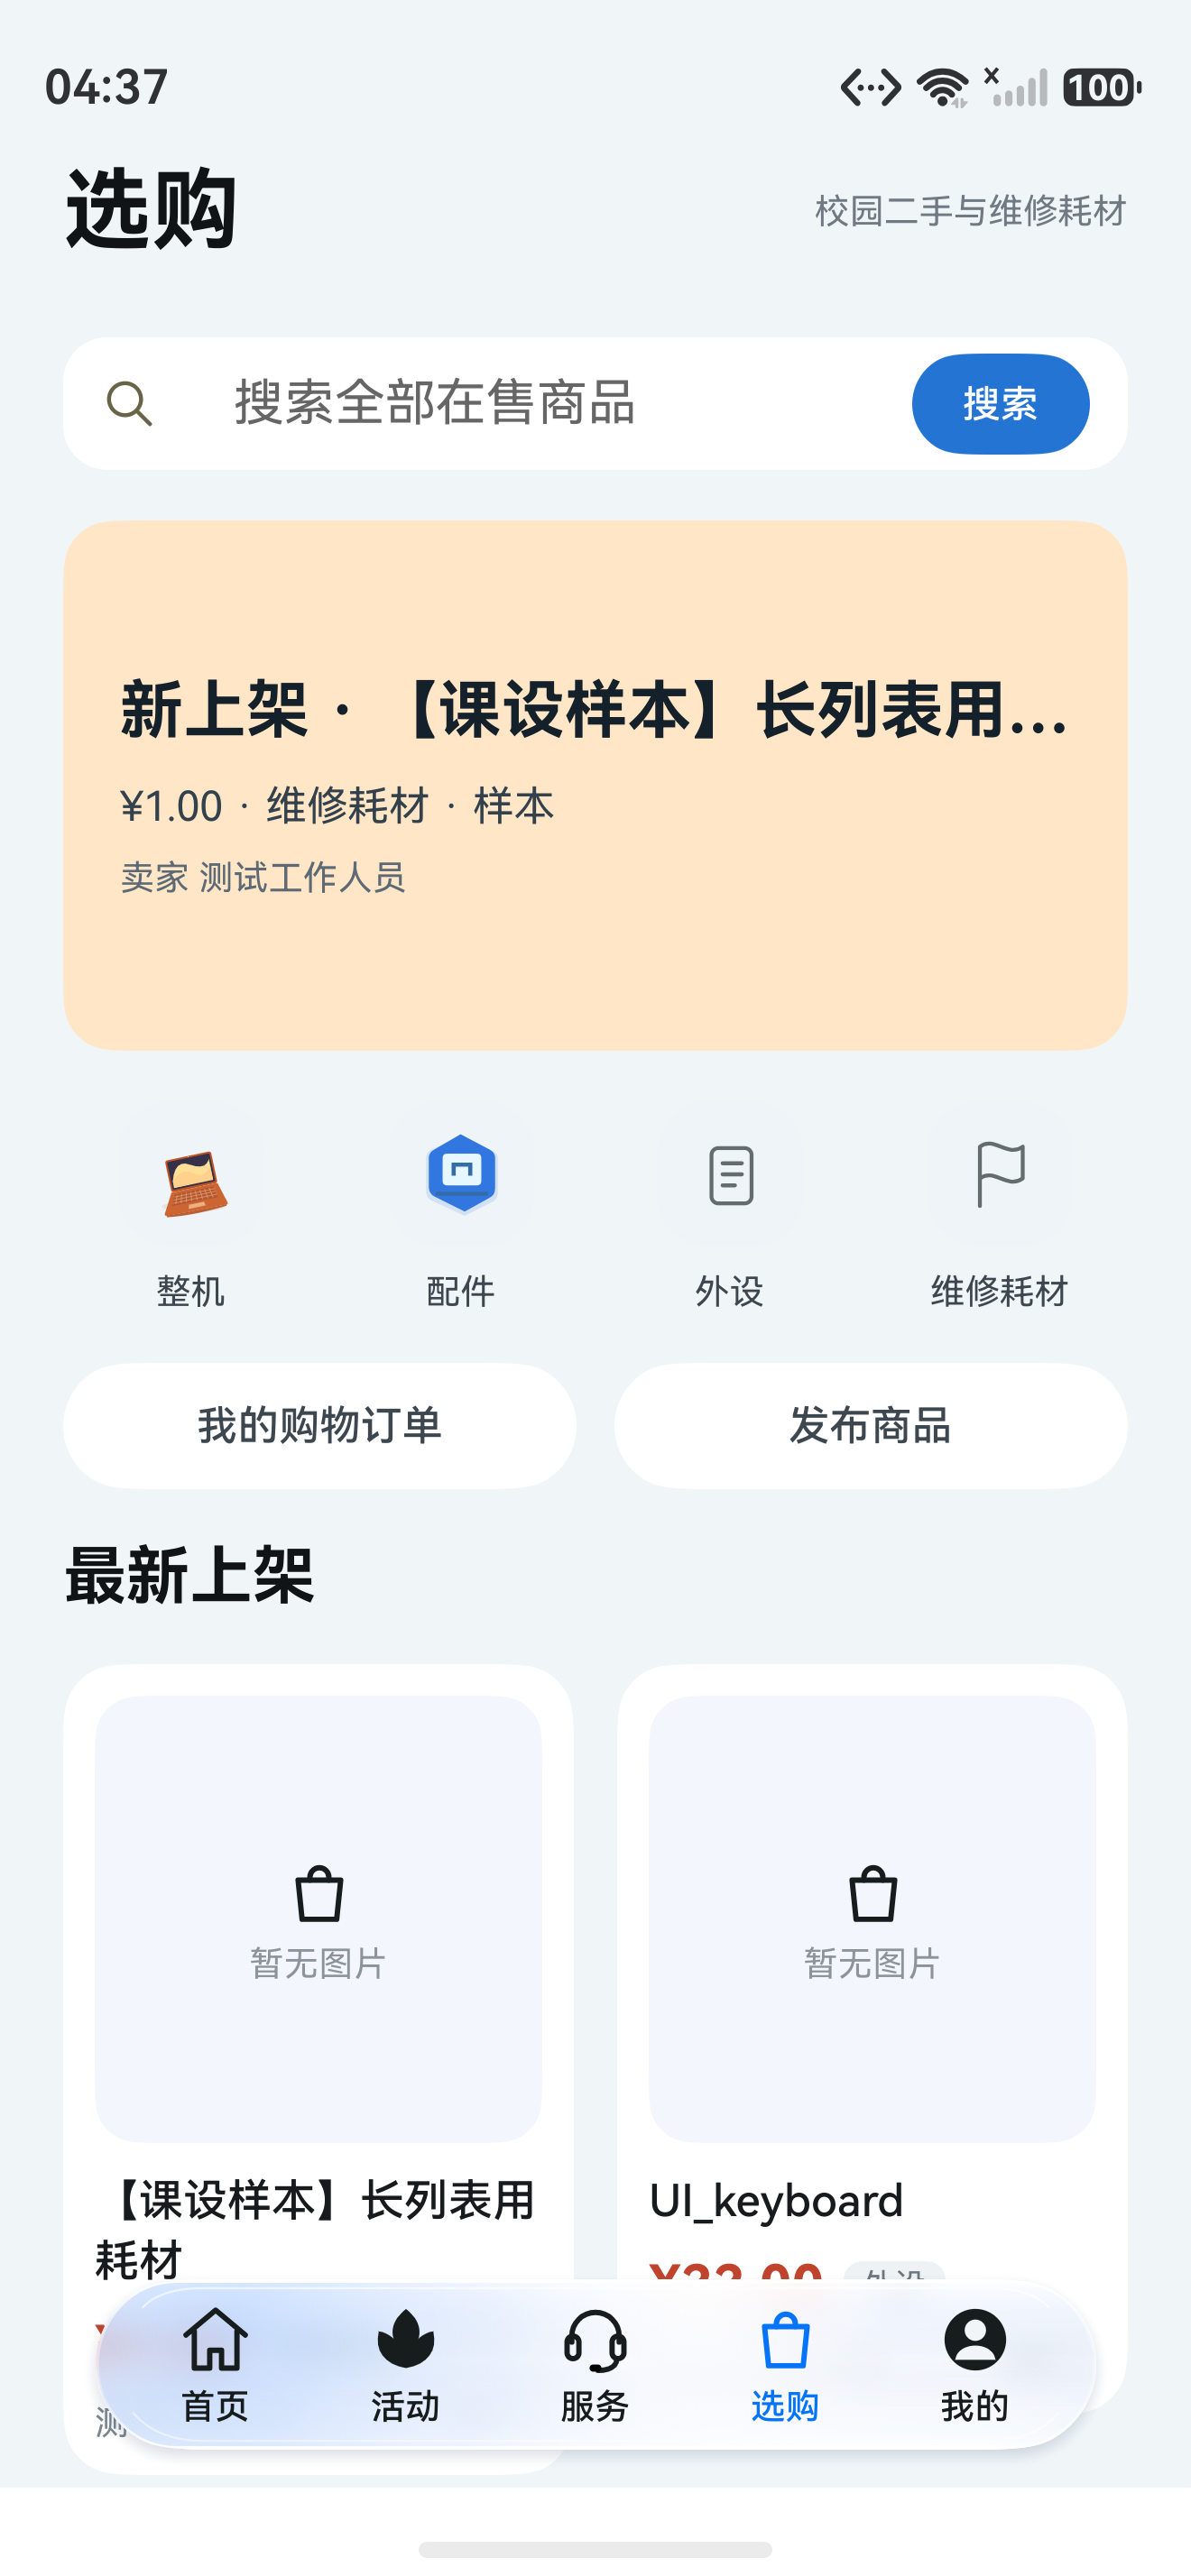 04:37
100
选购
校园二手与维修耗材
搜索全部在售商品
搜索
新上架 · 【课设样本】长列表用...
¥1.00 · 维修耗材 · 样本
卖家 测试工作人员
整机
配件
外设
维修耗材
我的购物订单
发布商品
最新上架
暂无图片
暂无图片
【课设样本】长列表用
耗材
UI_keyboard
外设
测
首页
活动
服务
选购
我的